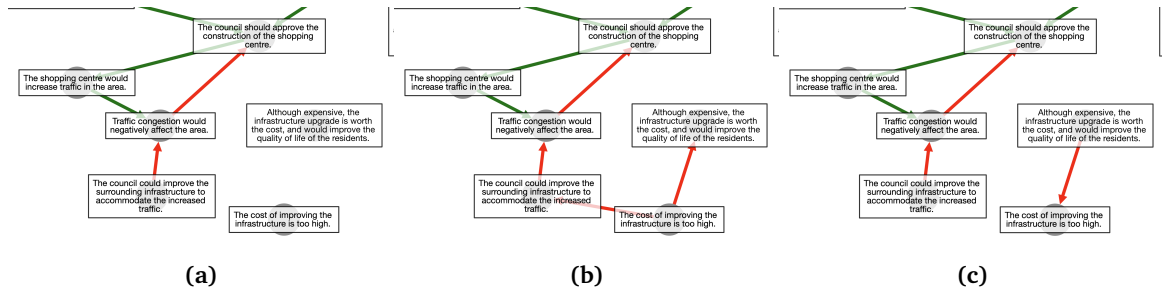 The council should approve the
construction of the shopping
centre.
The shopping centre would
increase traffic in the area.
Although expensive, the
infrastructure upgrade is worth
the cost, and would improve the
quality of life of the residents.
Traffic congestion would
negatively affect the area.
The council could improve the
surrounding infrastructure to
accommodate the increased
traffic.
The cost of improving the
infrastructure is too high.
(a)
The council should approve the
construction of the shopping
centre.
The shopping centre would
increase traffic in the area.
Although expensive, the
infrastructure upgrade is worth
the cost, and would improve the
quality of life of the residents.
Traffic congestion would
negatively affect the area.
The council could improve the
surrounding infrastructure to
accommodate the increased
traffic.
The cost of improving the
infrastructure is too high.
(b)
The council should approve the
construction of the shopping
centre.
The shopping centre would
increase traffic in the area.
Although expensive, the
infrastructure upgrade is worth
the cost, and would improve the
quality of life of the residents.
Traffic congestion would
negatively affect the area.
The council could improve the
surrounding infrastructure to
accommodate the increased
traffic.
The cost of improving the
infrastructure is too high.
(c)